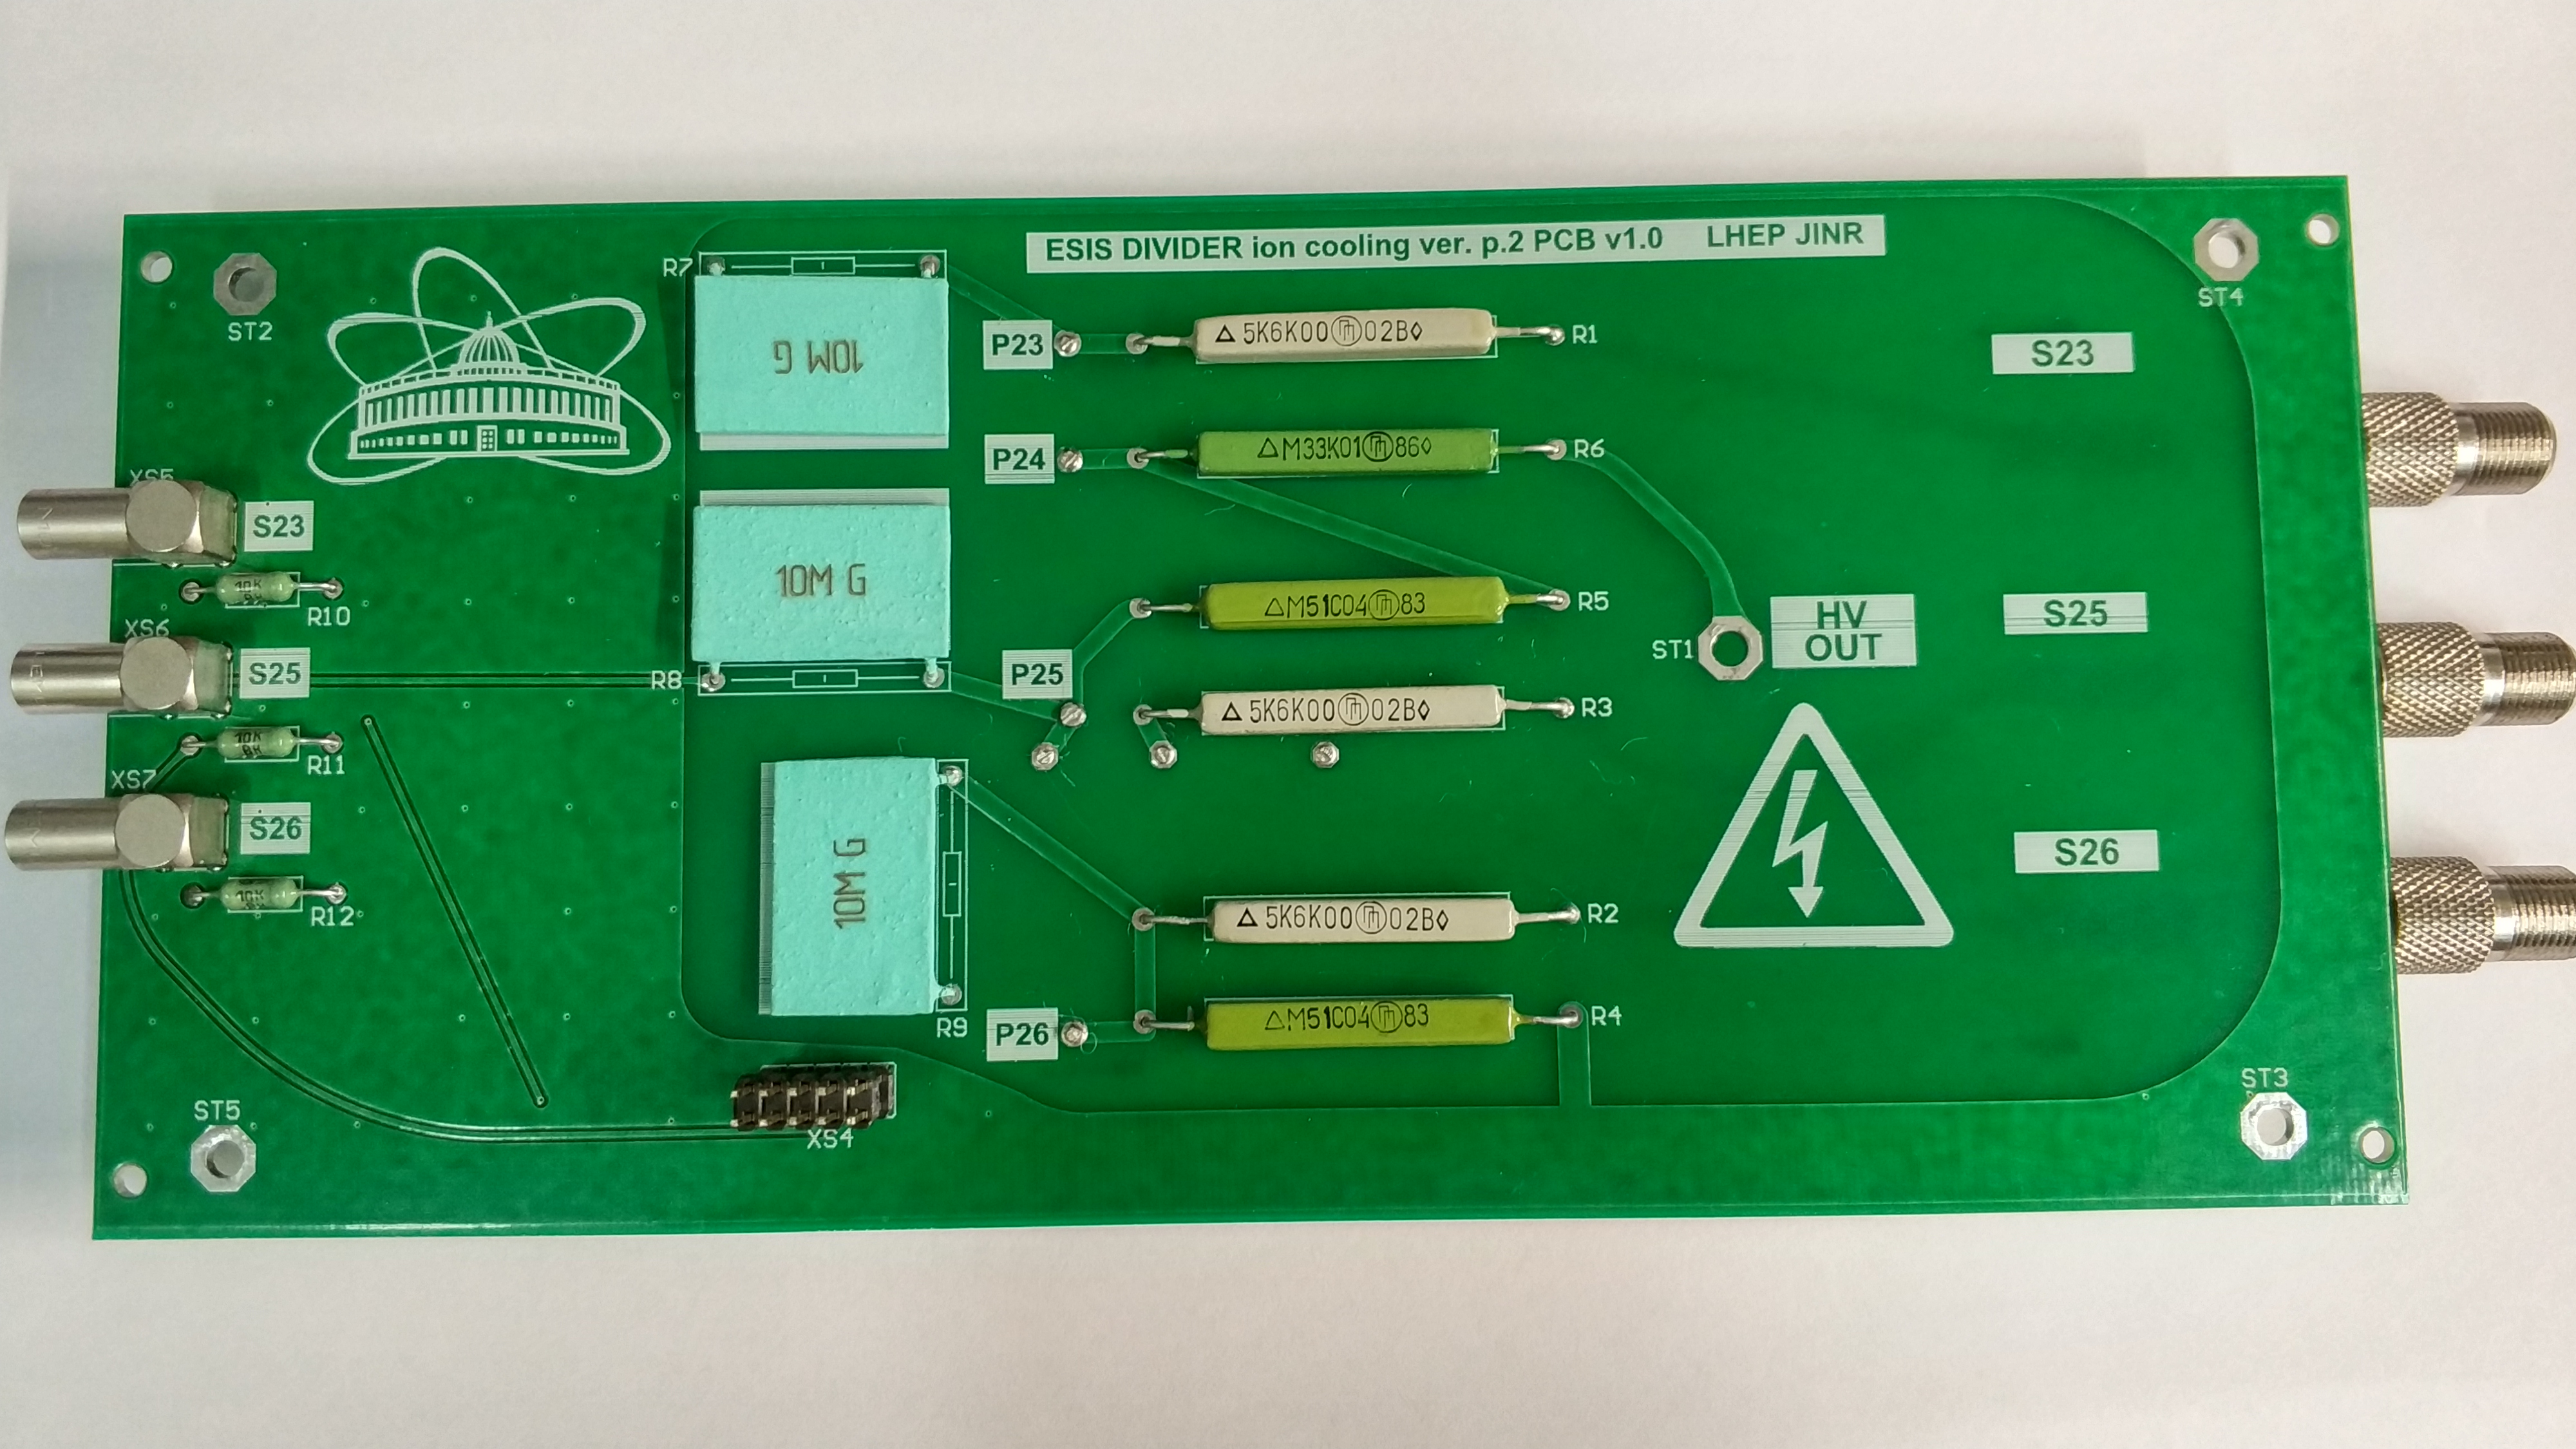 ESIS DIVIDER ion cooling ver. p.2 PCB v1.0 LHEP JINR
ST2
ST4
R7
10M G
P23
△ 5K6K00 02B◊
R1
S23
P24
△M33K01 86◊
R6
XS5
S23
R10
10M G
△M51C04 83
R5
ST1
HV
OUT
S25
XS6
S25
R8
P25
△ 5K6K00 02B◊
R3
10K
R11
XS7
S26
10K
R12
10M G
R9
△ 5K6K00 02B◊
R2
S26
P26
△M51C04 83
R4
XS4
ST5
ST3